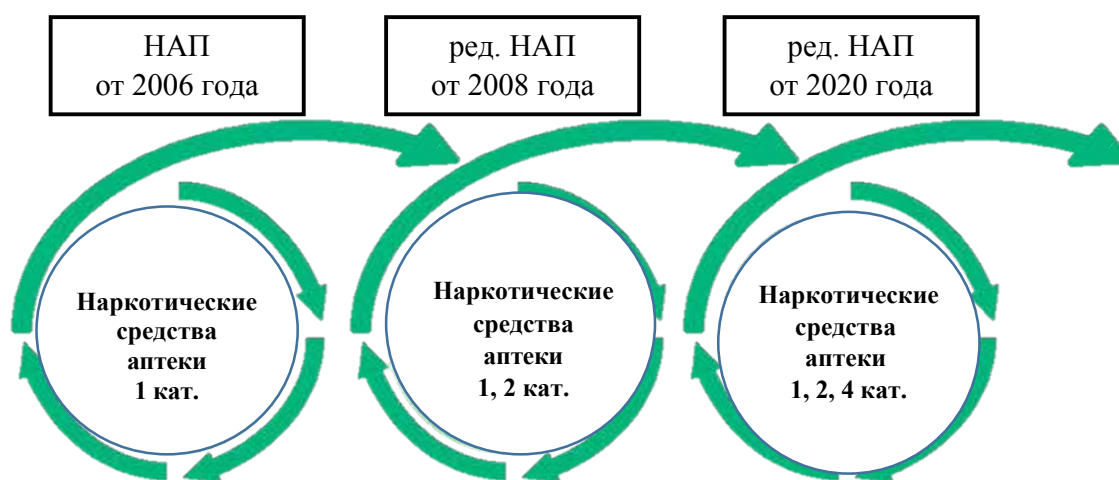 НАП
от 2006 года
ред. НАП
от 2008 года
ред. НАП
от 2020 года
Наркотические
средства
аптеки
1 кат.
Наркотические
средства
аптеки
1, 2 кат.
Наркотические
средства
аптеки
1, 2, 4 кат.